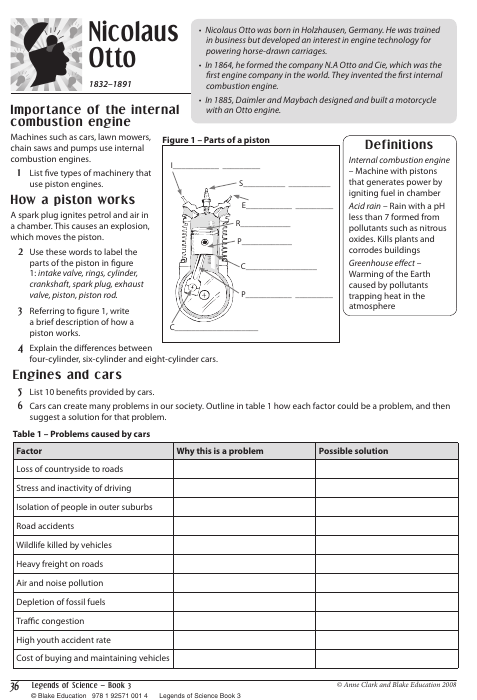 Nicolaus
Otto
1832–1891
• Nicolaus Otto was born in Holzhausen, Germany. He was trained
in business but developed an interest in engine technology for
powering horse-drawn carriages.
• In 1864, he formed the company N.A Otto and Cie, which was the
first engine company in the world. They invented the first internal
combustion engine.
• In 1885, Daimler and Maybach designed and built a motorcycle
with an Otto engine.
Importance of the internal
combustion engine
Machines such as cars, lawn mowers,
chain saws and pumps use internal
combustion engines.
1 List five types of machinery that
use piston engines.
How a piston works
A spark plug ignites petrol and air in
a chamber. This causes an explosion,
which moves the piston.
2 Use these words to label the
parts of the piston in figure
1: intake valve, rings, cylinder,
crankshaft, spark plug, exhaust
valve, piston, piston rod.
3 Referring to figure 1, write
a brief description of how a
piston works.
4 Explain the differences between
four-cylinder, six-cylinder and eight-cylinder cars.
Figure 1 – Parts of a piston
I
S
E
R
P
C
P
C
Definitions
Internal combustion engine
– Machine with pistons
that generates power by
igniting fuel in chamber
Acid rain – Rain with a pH
less than 7 formed from
pollutants such as nitrous
oxides. Kills plants and
corrodes buildings
Greenhouse effect –
Warming of the Earth
caused by pollutants
trapping heat in the
atmosphere
Engines and cars
5 List 10 benefits provided by cars.
6 Cars can create many problems in our society. Outline in table 1 how each factor could be a problem, and then
suggest a solution for that problem.
Table 1 – Problems caused by cars
Factor Why this is a problem Possible solution
Loss of countryside to roads
Stress and inactivity of driving
Isolation of people in outer suburbs
Road accidents
Wildlife killed by vehicles
Heavy freight on roads
Air and noise pollution
Depletion of fossil fuels
Traffic congestion
High youth accident rate
Cost of buying and maintaining vehicles
36 Legends of Science – Book 3 © Anne Clark and Blake Education 2008
© Blake Education 978 1 92571 001 4 Legends of Science Book 3